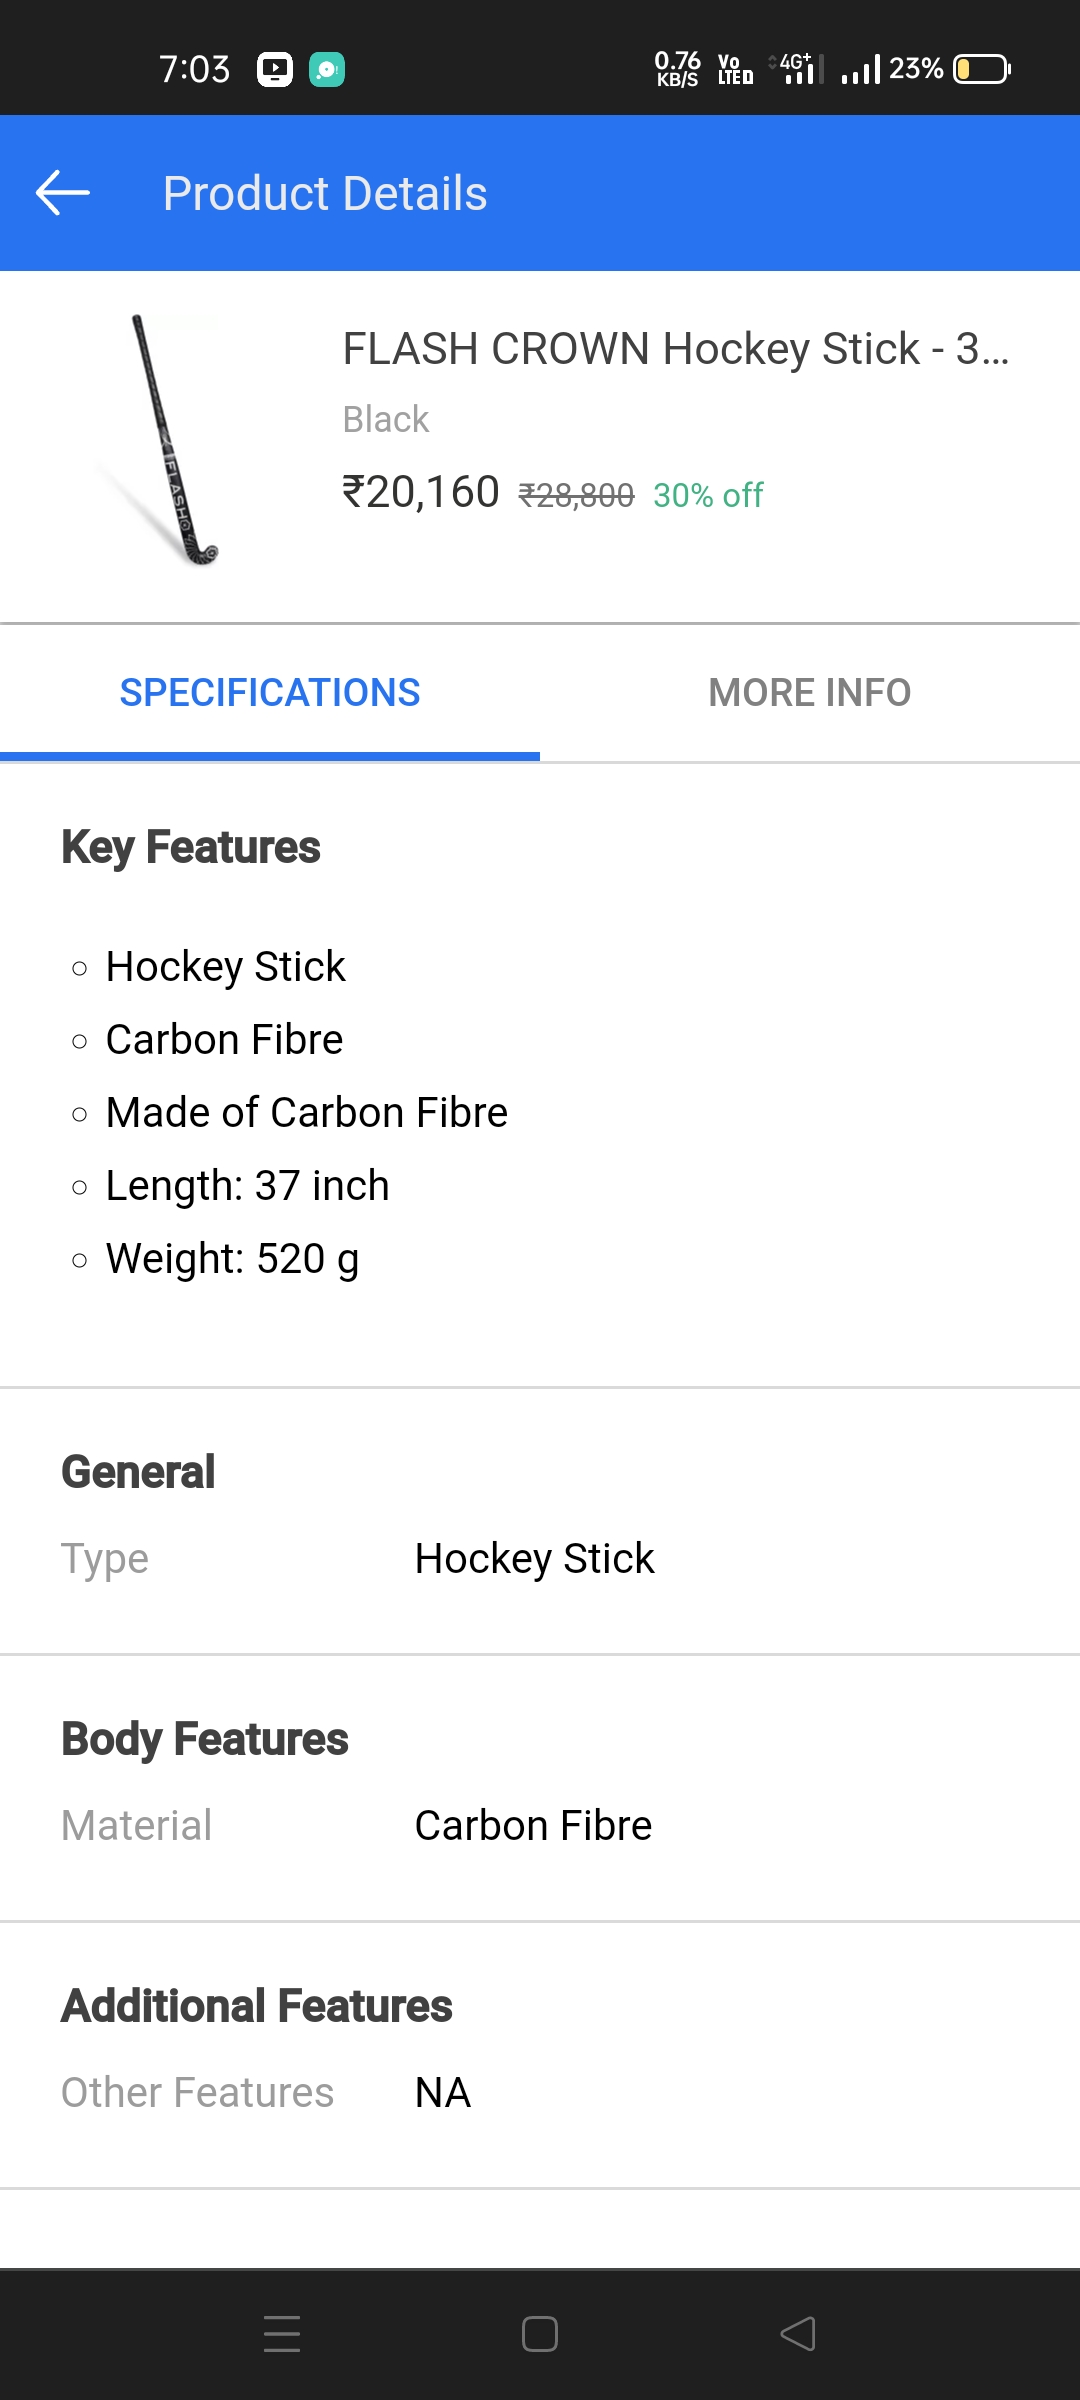 7:03
0.76
KB/S
Vo
LTE
4G+
23%
Product Details
FLASH
FLASH CROWN Hockey Stick - 3...
Black
₹20,160 ₹28,800 30% off
SPECIFICATIONS
MORE INFO
Key Features
Hockey Stick
Carbon Fibre
Made of Carbon Fibre
Length: 37 inch
Weight: 520 g
General
Type Hockey Stick
Body Features
Material Carbon Fibre
Additional Features
Other Features NA